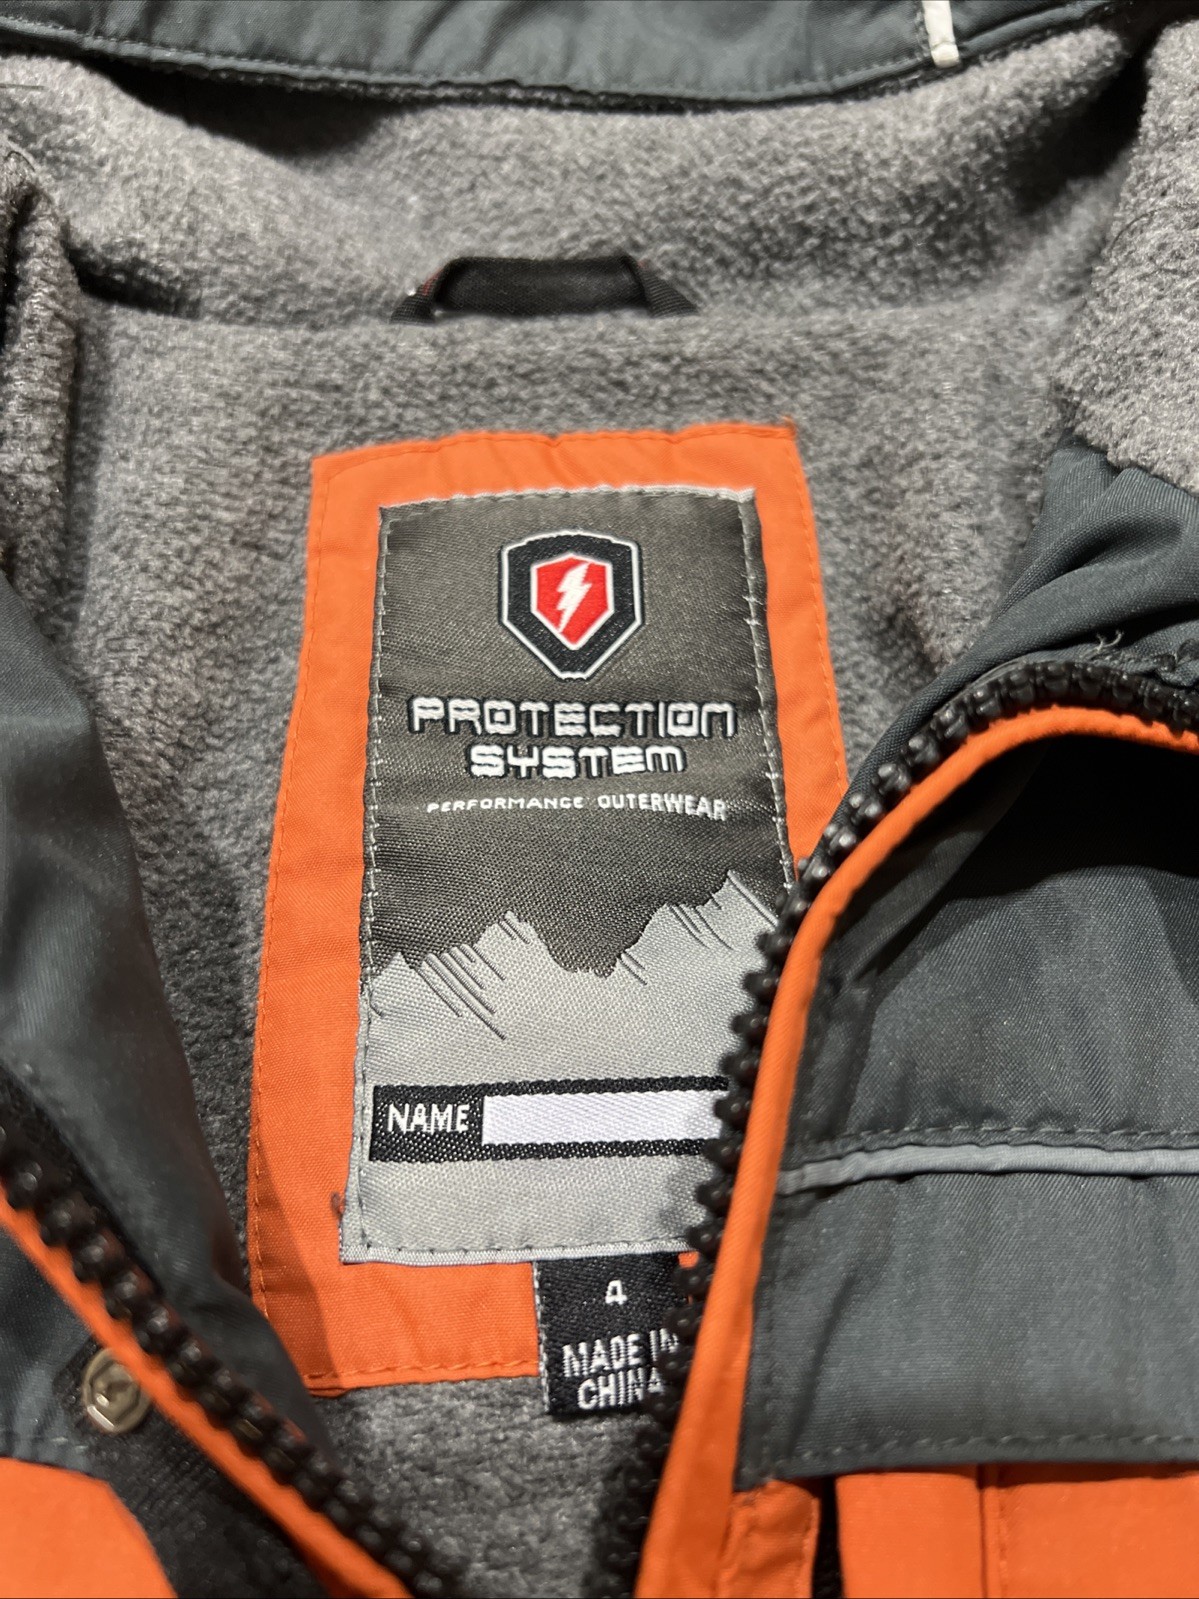 PROTECTION
SYSTEM
PERFORMANCE OUTERWEAR
NAME
4
MADE IN
CHINA